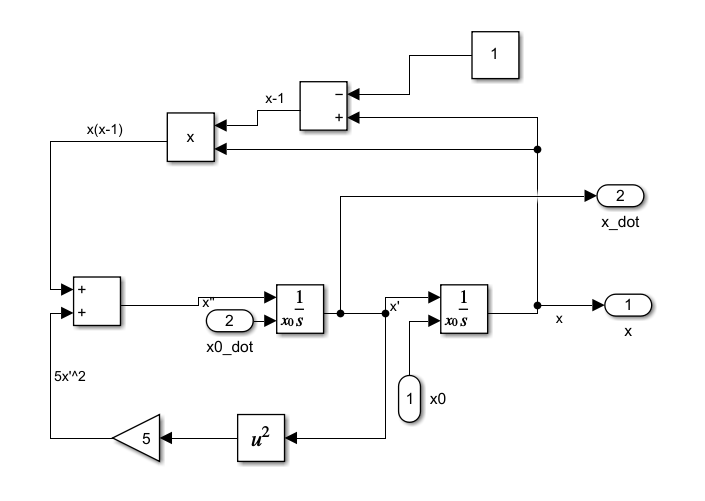 1
−
+
x-1
x
x(x-1)
2
x_dot
+
+
x''
1
x₀ s
2
x0_dot
x'
1
x₀ s
x
1
x
1
x0
5x'^2
5
u²